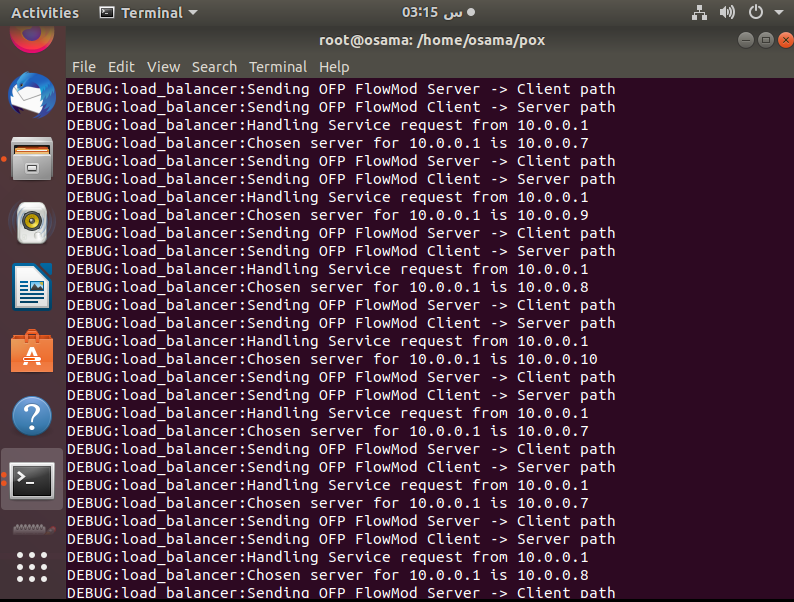 Activities Terminal 03:15 س
root@osama: /home/osama/pox
File Edit View Search Terminal Help
DEBUG:load_balancer:Sending OFP FlowMod Server -> Client path
DEBUG:load_balancer:Sending OFP FlowMod Client -> Server path
DEBUG:load_balancer:Handling Service request from 10.0.0.1
DEBUG:load_balancer:Chosen server for 10.0.0.1 is 10.0.0.7
DEBUG:load_balancer:Sending OFP FlowMod Server -> Client path
DEBUG:load_balancer:Sending OFP FlowMod Client -> Server path
DEBUG:load_balancer:Handling Service request from 10.0.0.1
DEBUG:load_balancer:Chosen server for 10.0.0.1 is 10.0.0.9
DEBUG:load_balancer:Sending OFP FlowMod Server -> Client path
DEBUG:load_balancer:Sending OFP FlowMod Client -> Server path
DEBUG:load_balancer:Handling Service request from 10.0.0.1
DEBUG:load_balancer:Chosen server for 10.0.0.1 is 10.0.0.8
DEBUG:load_balancer:Sending OFP FlowMod Server -> Client path
DEBUG:load_balancer:Sending OFP FlowMod Client -> Server path
DEBUG:load_balancer:Handling Service request from 10.0.0.1
DEBUG:load_balancer:Chosen server for 10.0.0.1 is 10.0.0.10
DEBUG:load_balancer:Sending OFP FlowMod Server -> Client path
DEBUG:load_balancer:Sending OFP FlowMod Client -> Server path
DEBUG:load_balancer:Handling Service request from 10.0.0.1
DEBUG:load_balancer:Chosen server for 10.0.0.1 is 10.0.0.7
DEBUG:load_balancer:Sending OFP FlowMod Server -> Client path
DEBUG:load_balancer:Sending OFP FlowMod Client -> Server path
DEBUG:load_balancer:Handling Service request from 10.0.0.1
DEBUG:load_balancer:Chosen server for 10.0.0.1 is 10.0.0.7
DEBUG:load_balancer:Sending OFP FlowMod Server -> Client path
DEBUG:load_balancer:Sending OFP FlowMod Client -> Server path
DEBUG:load_balancer:Handling Service request from 10.0.0.1
DEBUG:load_balancer:Chosen server for 10.0.0.1 is 10.0.0.8
DEBUG:load_balancer:Sending OFP FlowMod Server -> Client path